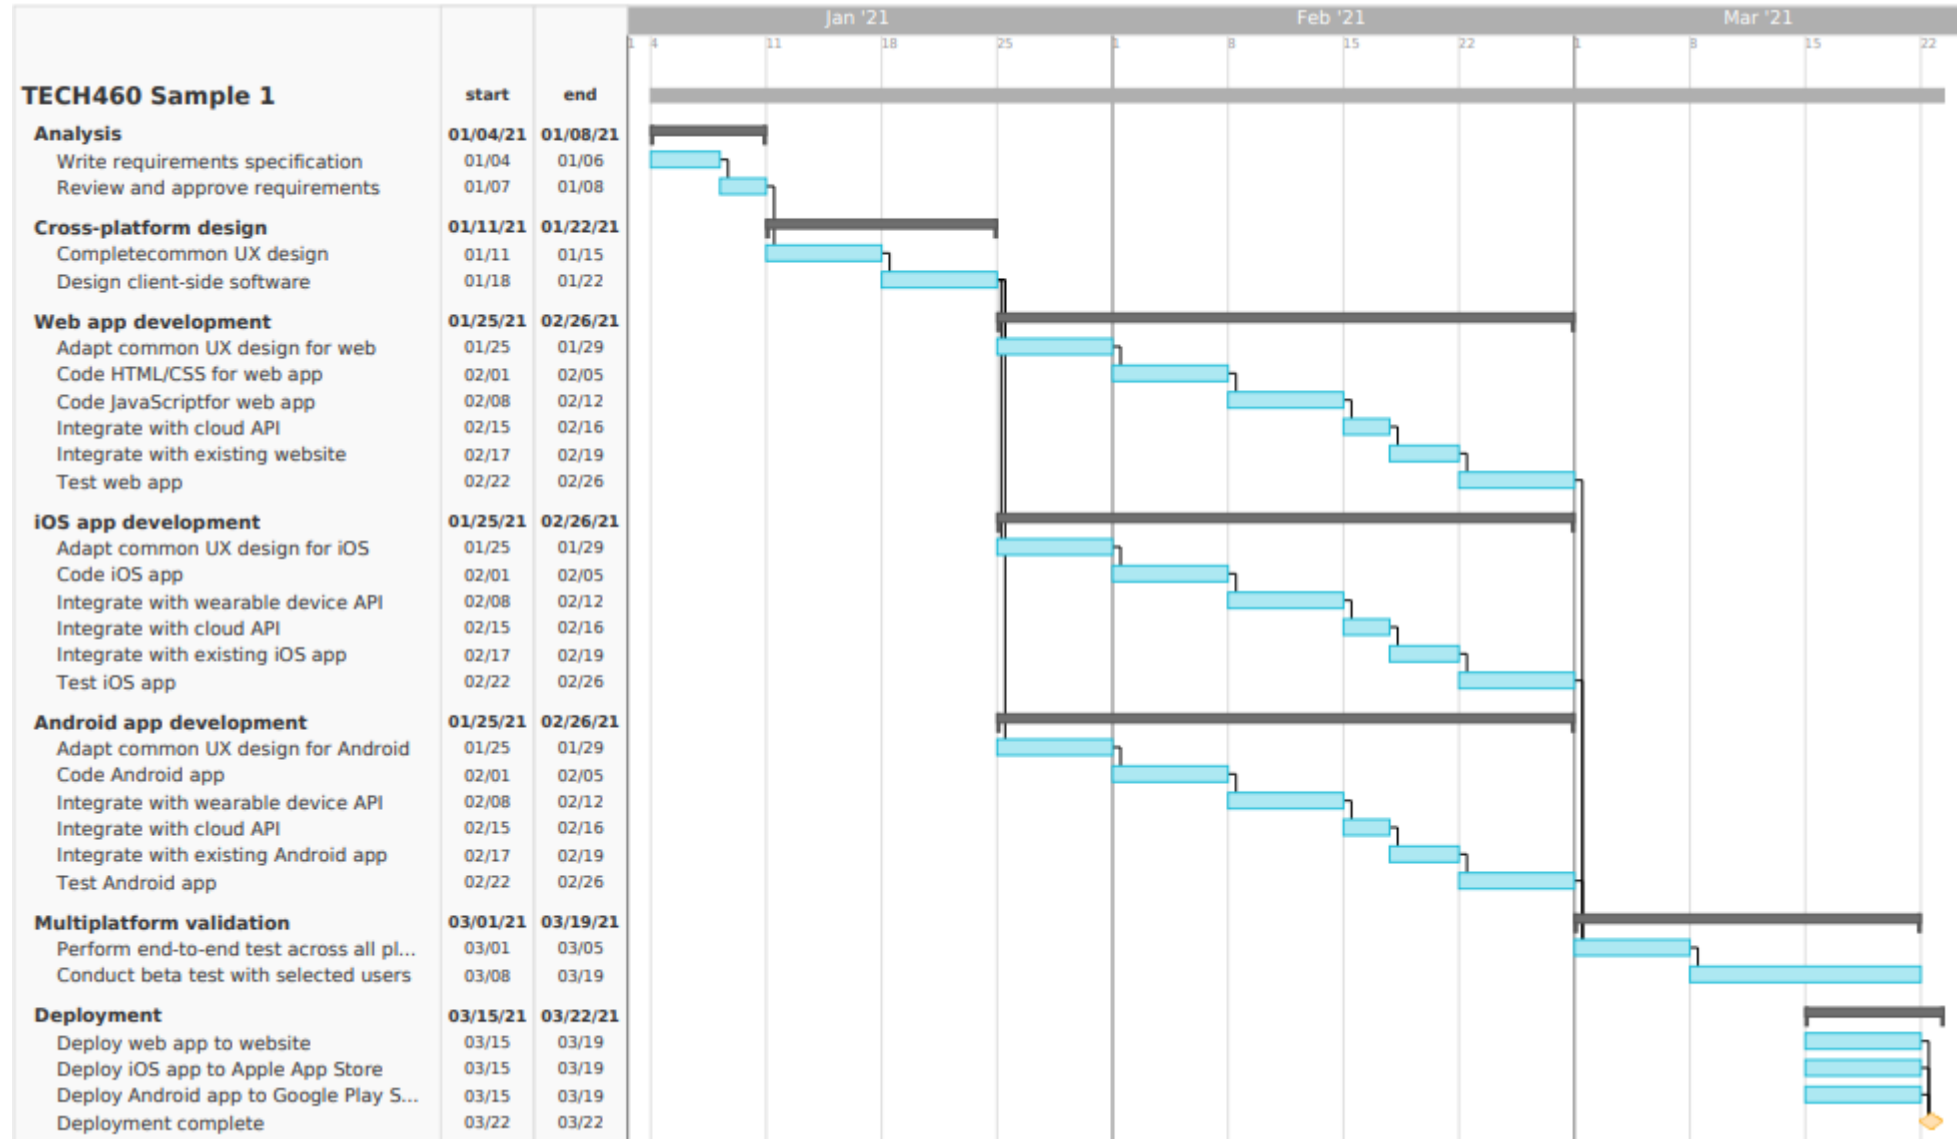 Jan '21 Feb '21 Mar '21
1 4 11 18 25 1 8 15 22 1 8 15 22
TECH460 Sample 1 start end
Analysis 01/04/21 01/08/21
Write requirements specification 01/04 01/06
Review and approve requirements 01/07 01/08
Cross-platform design 01/11/21 01/22/21
Completecommon UX design 01/11 01/15
Design client-side software 01/18 01/22
Web app development 01/25/21 02/26/21
Adapt common UX design for web 01/25 01/29
Code HTML/CSS for web app 02/01 02/05
Code JavaScriptfor web app 02/08 02/12
Integrate with cloud API 02/15 02/16
Integrate with existing website 02/17 02/19
Test web app 02/22 02/26
iOS app development 01/25/21 02/26/21
Adapt common UX design for iOS 01/25 01/29
Code iOS app 02/01 02/05
Integrate with wearable device API 02/08 02/12
Integrate with cloud API 02/15 02/16
Integrate with existing iOS app 02/17 02/19
Test iOS app 02/22 02/26
Android app development 01/25/21 02/26/21
Adapt common UX design for Android 01/25 01/29
Code Android app 02/01 02/05
Integrate with wearable device API 02/08 02/12
Integrate with cloud API 02/15 02/16
Integrate with existing Android app 02/17 02/19
Test Android app 02/22 02/26
Multiplatform validation 03/01/21 03/19/21
Perform end-to-end test across all pl... 03/01 03/05
Conduct beta test with selected users 03/08 03/19
Deployment 03/15/21 03/22/21
Deploy web app to website 03/15 03/19
Deploy iOS app to Apple App Store 03/15 03/19
Deploy Android app to Google Play S... 03/15 03/19
Deployment complete 03/22 03/22